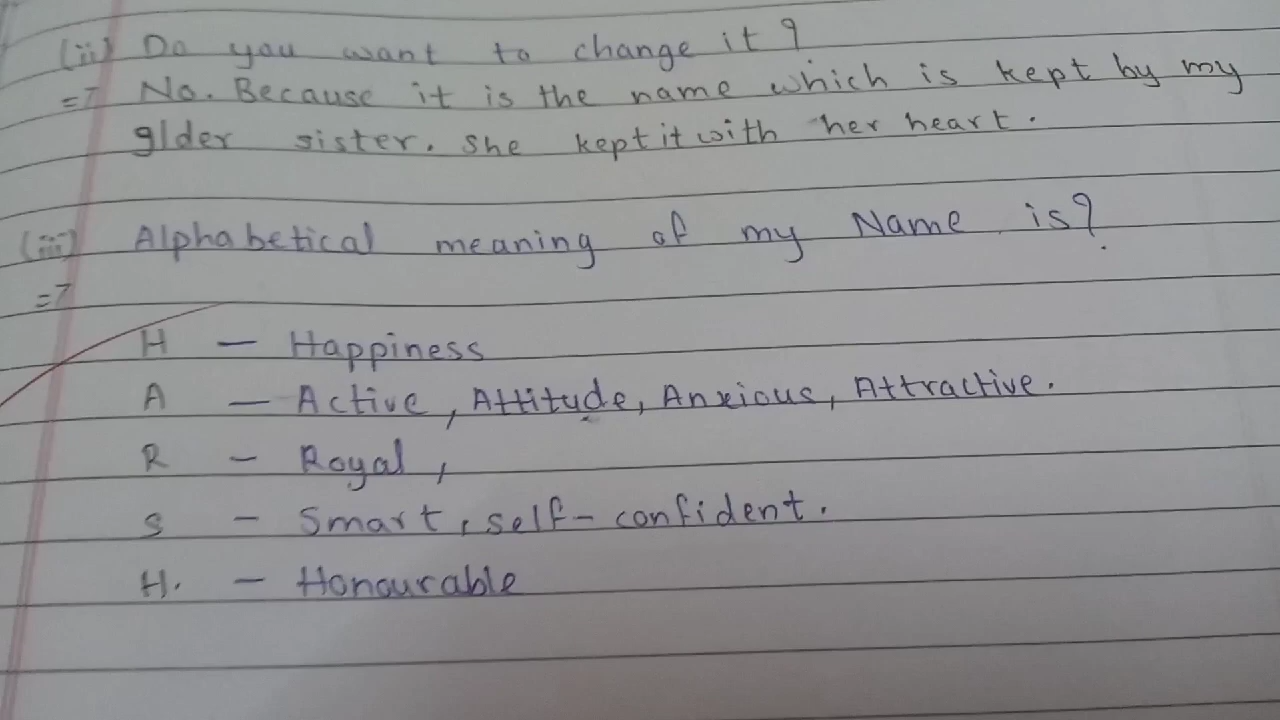 (ii) Do you want to change it?
=> No. Because it is the name which is kept by my
elder sister. She kept it with her heart.
(iii) Alphabetical meaning of my Name is?
=>
H - Happiness
A - Active, Attitude, Anxious, Attractive.
R - Royal,
S - Smart, self-confident.
H. - Honourable